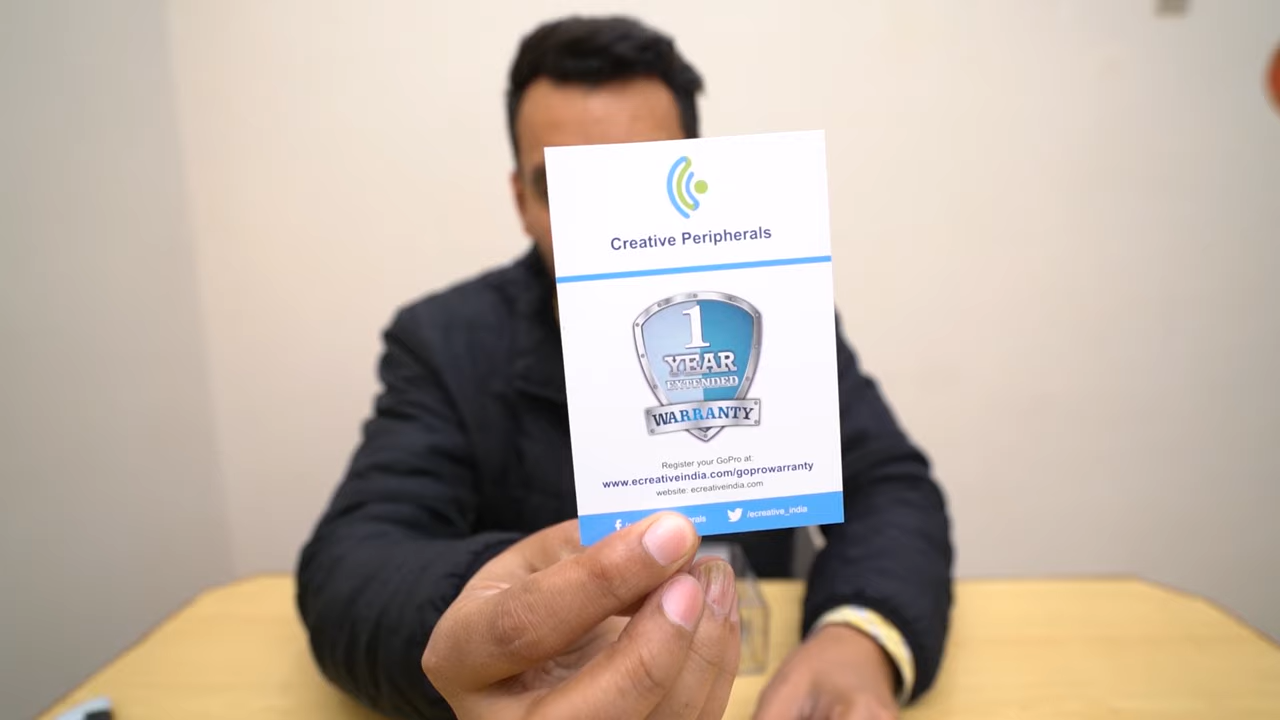 Creative Peripherals
1
YEAR
EXTENDED
WARRANTY
Register your GoPro at:
www.ecreativeindia.com/goprowarranty
website: ecreativeindia.com
/ecreative_india